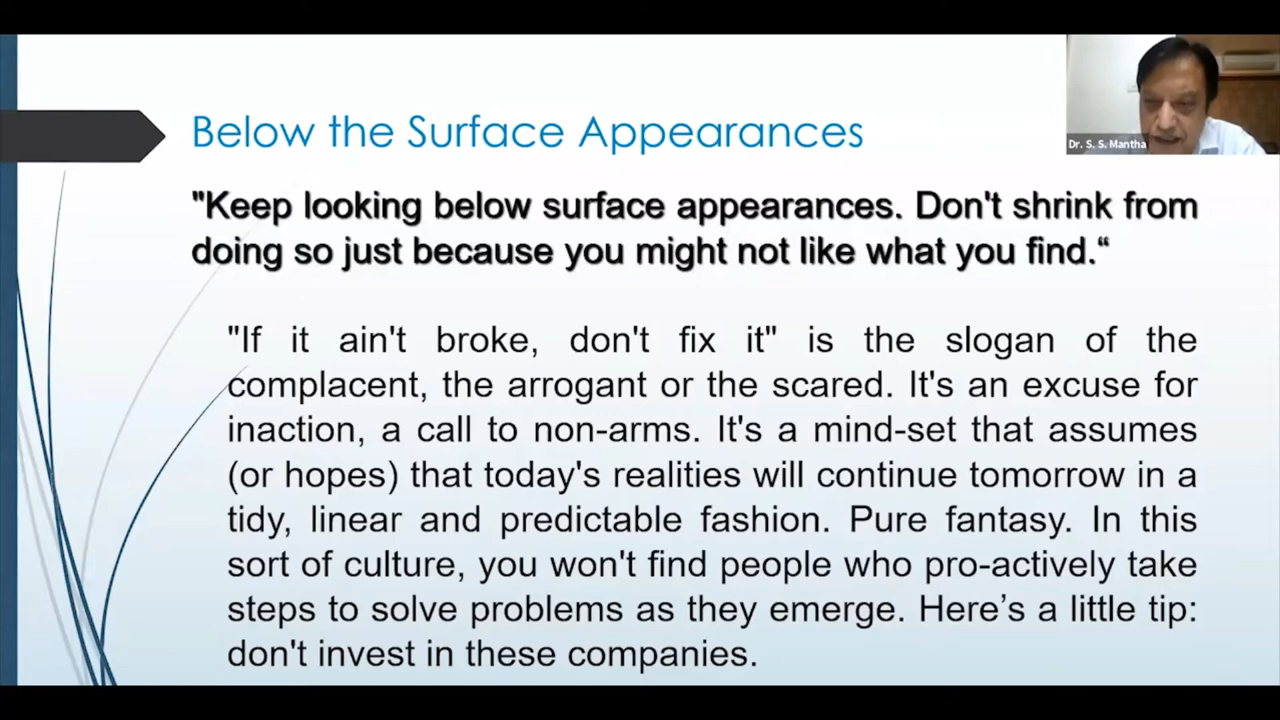 Below the Surface Appearances
Dr. S. S. Mantha
"Keep looking below surface appearances. Don't shrink from
doing so just because you might not like what you find.“
"If it ain't broke, don't fix it" is the slogan of the
complacent, the arrogant or the scared. It's an excuse for
inaction, a call to non-arms. It's a mind-set that assumes
(or hopes) that today's realities will continue tomorrow in a
tidy, linear and predictable fashion. Pure fantasy. In this
sort of culture, you won't find people who pro-actively take
steps to solve problems as they emerge. Here’s a little tip:
don't invest in these companies.